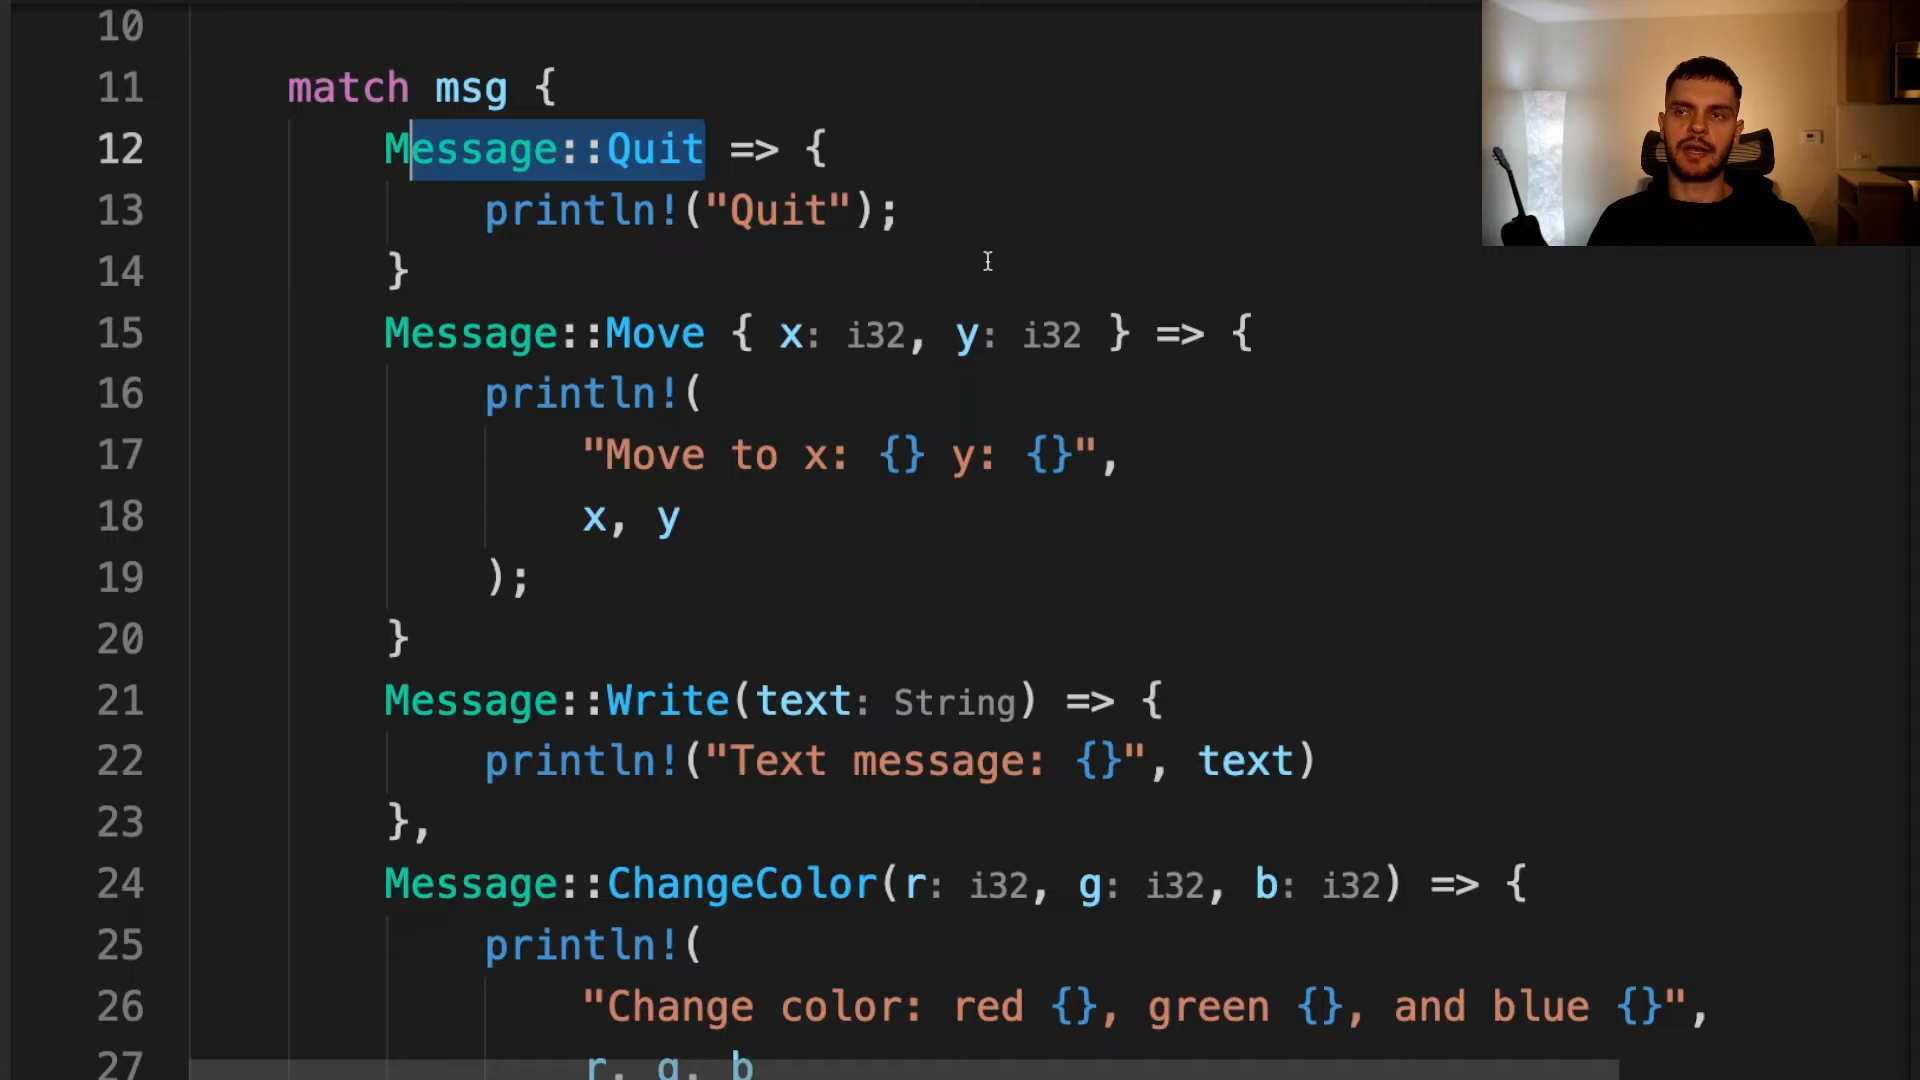 10
11 match msg {
12 Message::Quit => {
13 println!("Quit");
14 }
15 Message::Move { x: i32, y: i32 } => {
16 println!(
17 "Move to x: {} y: {}",
18 x, y
19 );
20 }
21 Message::Write(text: String) => {
22 println!("Text message: {}", text)
23 },
24 Message::ChangeColor(r: i32, g: i32, b: i32) => {
25 println!(
26 "Change color: red {}, green {}, and blue {}",
27 r, g, b